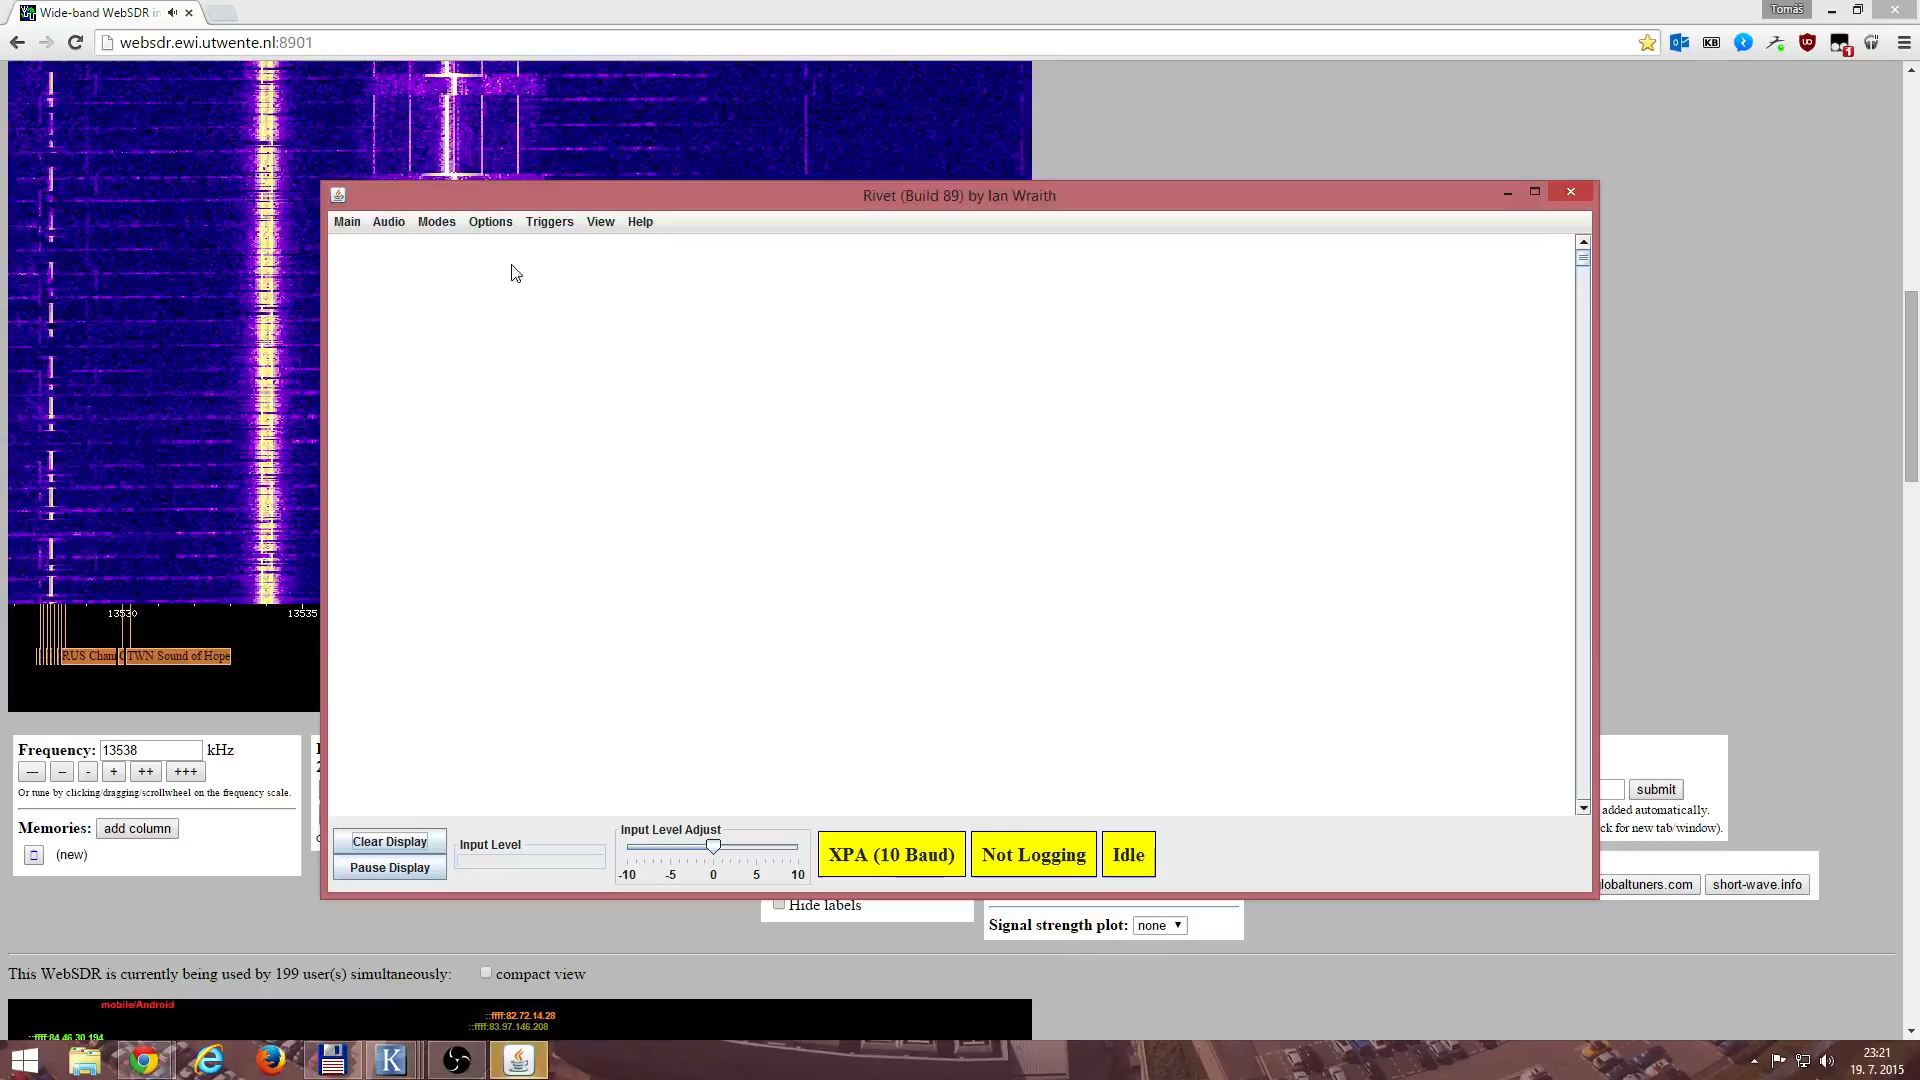 Wide-band WebSDR in
Tomáš
websdr.ewi.utwente.nl:8901
Rivet (Build 89) by Ian Wraith
Main Audio Modes Options Triggers View Help
13530
13535
RUS Chan
TWN Sound of Hope
Frequency: 13538 kHz
--- -- - + ++ +++
Or tune by clicking/dragging/scrollwheel on the frequency scale.
Memories: add column
(new)
submit
added automatically.
ck for new tab/window).
lobaltuners.com short-wave.info
Clear Display
Pause Display
Input Level
Input Level Adjust
-10 -5 0 5 10
XPA (10 Baud)
Not Logging
Idle
Hide labels
Signal strength plot: none
This WebSDR is currently being used by 199 user(s) simultaneously: compact view
mobile/Android
::ffff:82.72.14.28
::ffff:83.97.146.208
::ffff:84.46.30.194
23:21
19. 7. 2015